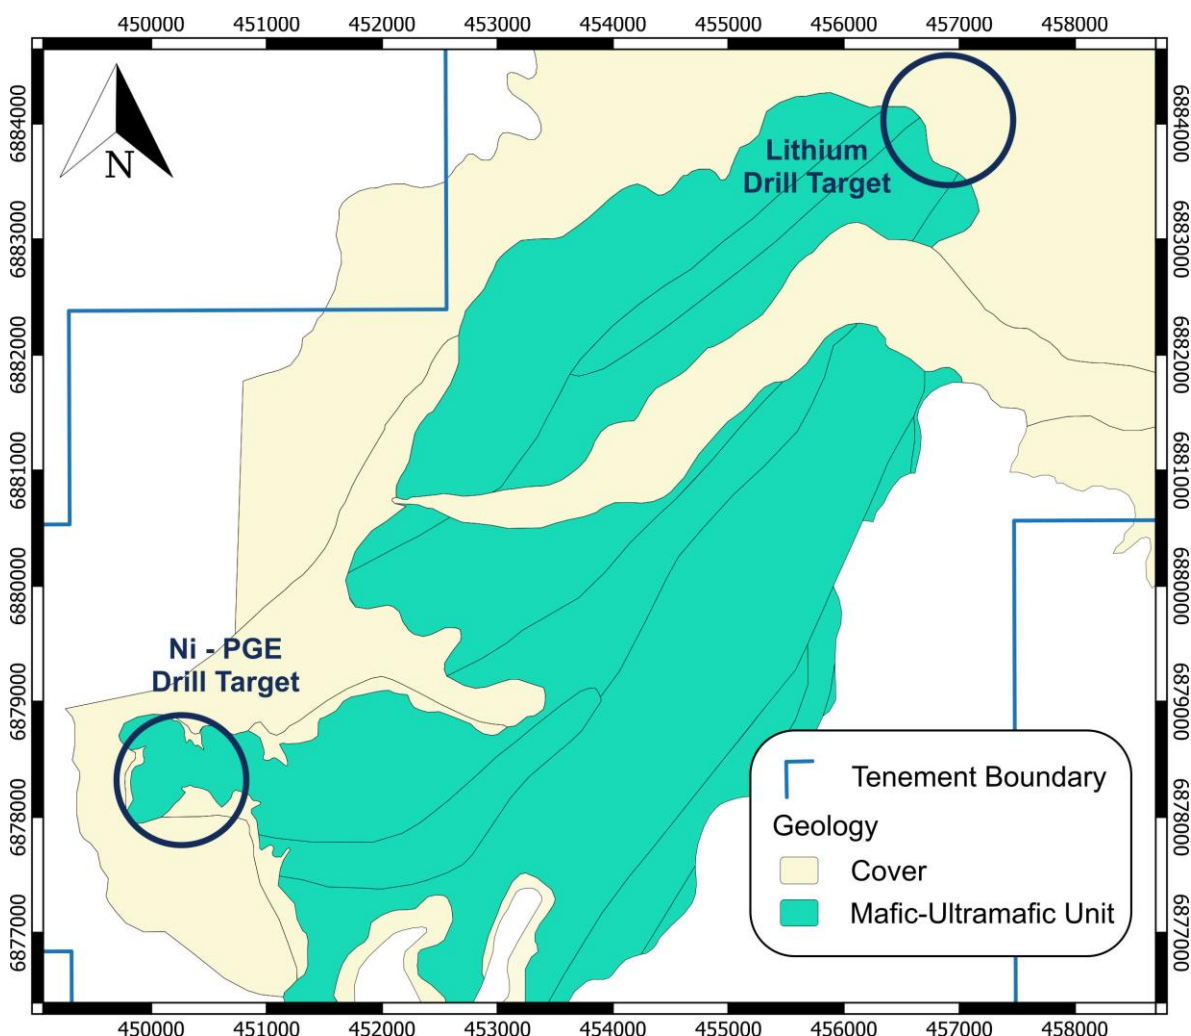 450000 451000 452000 453000 454000 455000 456000 457000 458000
6884000 6884000
Lithium
Drill Target
N
6883000 6883000
6882000 6882000
6881000 6881000
6880000 6880000
Ni - PGE
Drill Target
6879000 6879000
Tenement Boundary
6878000 6878000
Geology
Cover
Mafic-Ultramafic Unit
6877000 6877000
450000 451000 452000 453000 454000 455000 456000 457000 458000